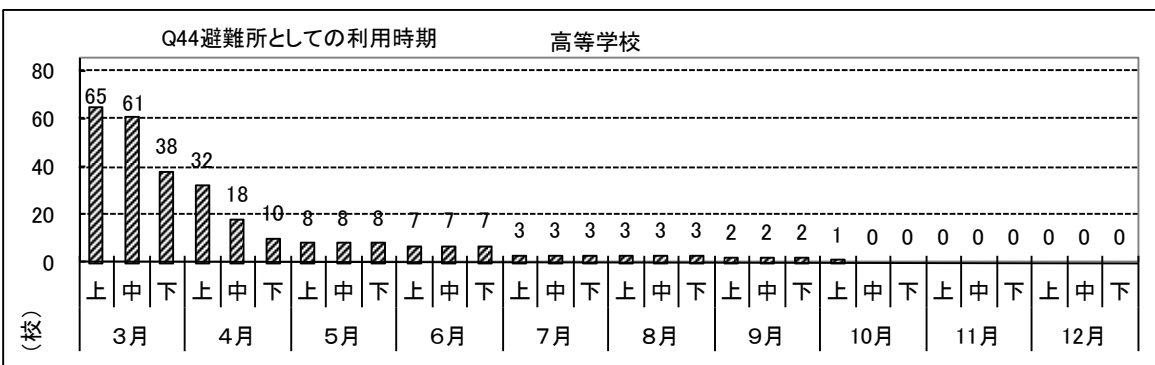 Q44避難所としての利用時期 高等学校
80
60
40
20
0
65 61 38 32 18 10 8 8 8 7 7 7 3 3 3 3 3 3 2 2 2 1 0 0 0 0 0 0 0 0
上 中 下 上 中 下 上 中 下 上 中 下 上 中 下 上 中 下 上 中 下 上 中 下 上 中 下 上 中 下
(校) 3月 4月 5月 6月 7月 8月 9月 10月 11月 12月